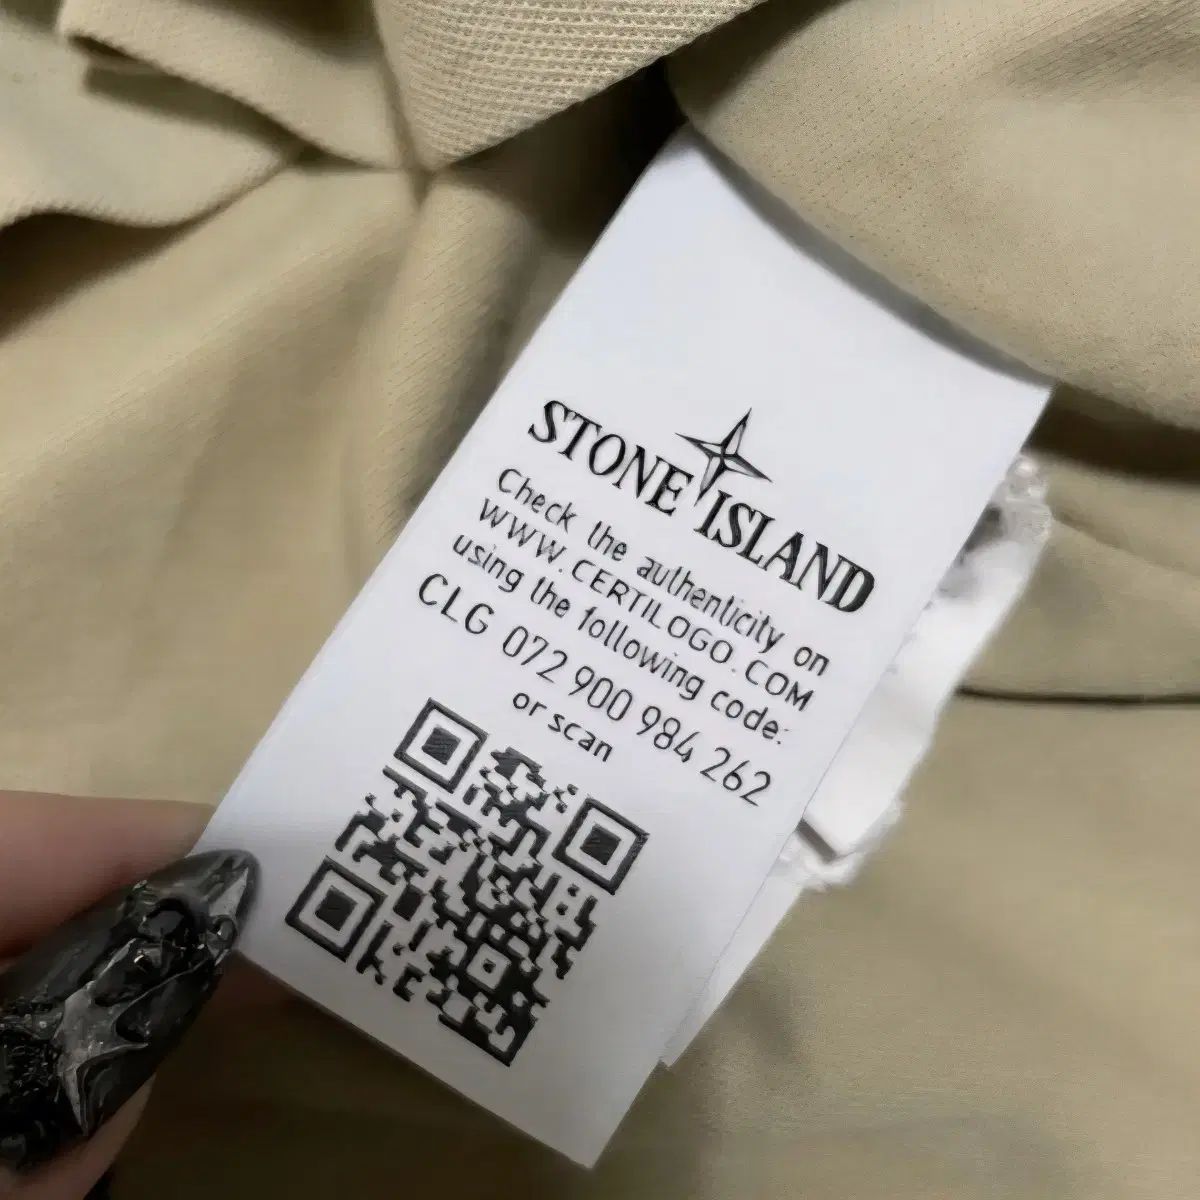 STONE ISLAND
Check the authenticity on
WWW.CERTILOGO.COM
using the following code:
CLG 072 900 984 262
or scan